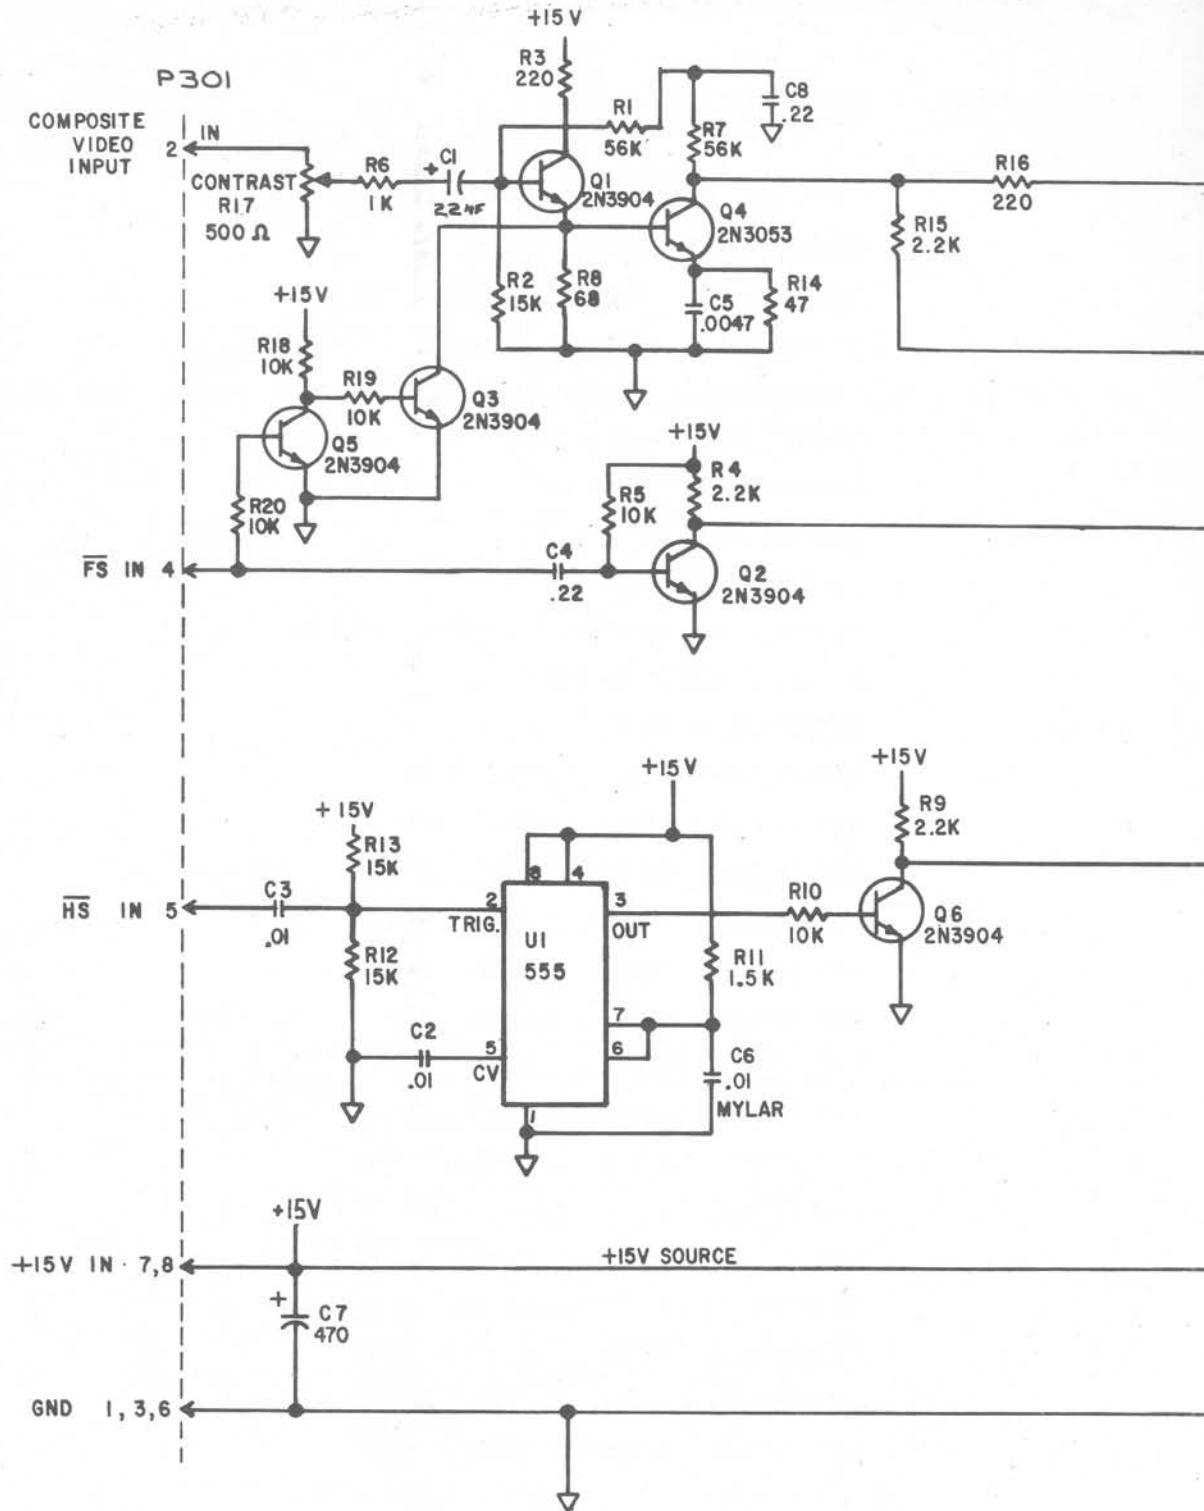 +15V
R3
220
P301
C8
.22
R1
56K
R7
56K
COMPOSITE
VIDEO
INPUT
IN
2
CONTRAST
R17
500 Ω
R6
1K
+
C1
Q1
2N3904
R16
220
Q4
2N3053
R15
2.2K
R2
15K
R8
68
C5
.0047
R14
47
+15V
R18
10K
R19
10K
Q3
2N3904
Q5
2N3904
R20
10K
+15V
R4
2.2K
R5
10K
FS IN 4
C4
.22
Q2
2N3904
+15V
+15V
R9
2.2K
+15V
R13
15K
8
4
HS IN 5
C3
.01
2
TRIG.
3
OUT
R10
10K
Q6
2N3904
U1
555
R12
15K
R11
1.5K
7
6
C2
.01
5
CV
C6
.01
MYLAR
1
+15V
+15V IN 7,8
+15V SOURCE
+
C7
470
GND 1,3,6